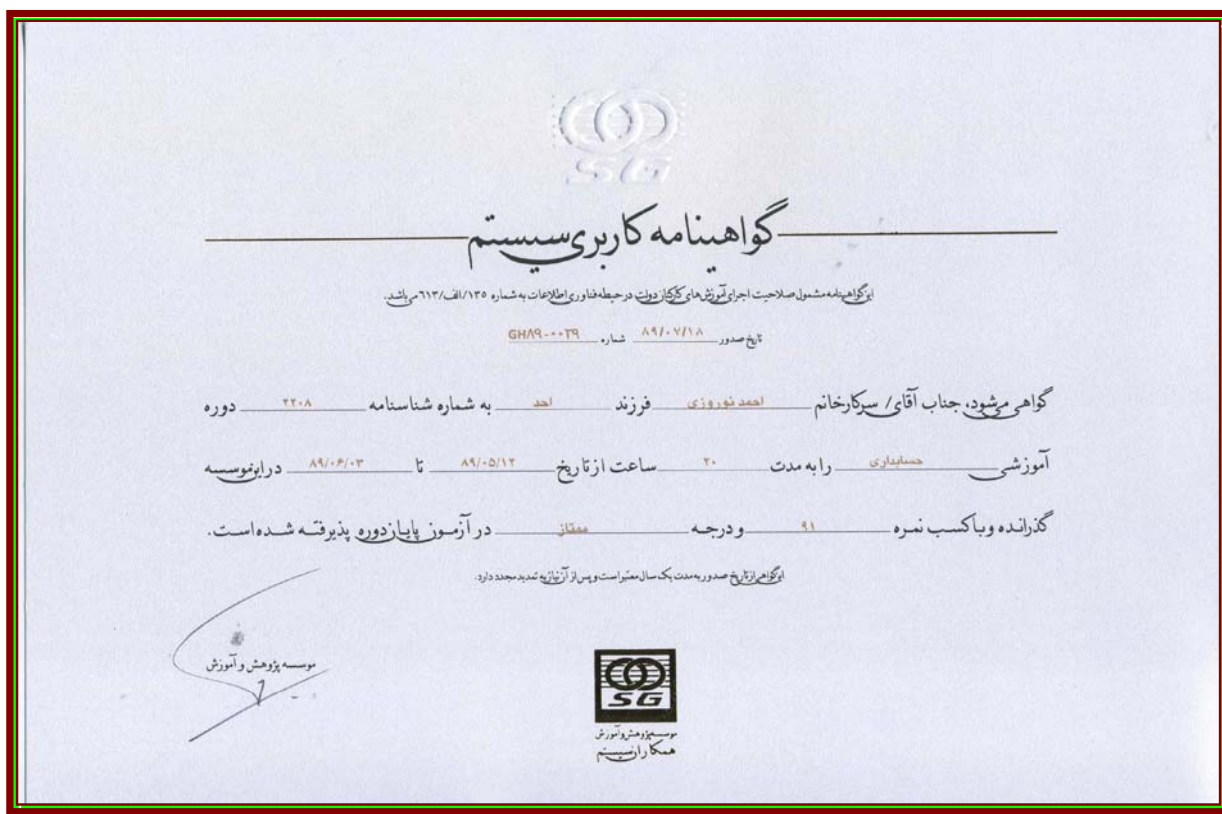 SG
گواهینامه کاربری سیستم
این گواهینامه مشمول صلاحیت اجرای آموزش‌های کارکنان دولت در حیطه فناوری اطلاعات به شماره ۱۳۵/الف/۶۱۳ می‌باشد.
تاریخ صدور ۸۹/۰۷/۱۸ شماره GH۸۹-۰۰۳۹
گواهی می‌شود، جناب آقای/ سرکارخانم احمد نوروزی فرزند احد به شماره شناسنامه ۲۲۰۸ دوره
آموزشی حسابداری را به مدت ۲۰ ساعت از تاریخ ۸۹/۰۵/۱۲ تا ۸۹/۰۶/۰۳ در این موسسه
گذرانده و با کسب نمره ۹۱ و درجه ممتاز در آزمون پایان دوره پذیرفته شده است.
این گواهی از تاریخ صدور به مدت یک سال معتبر است و پس از آن نیاز به تمدید مجدد دارد.
موسسه پژوهش و آموزش
SG
موسسه پژوهش و آموزش
همکاران سیستم